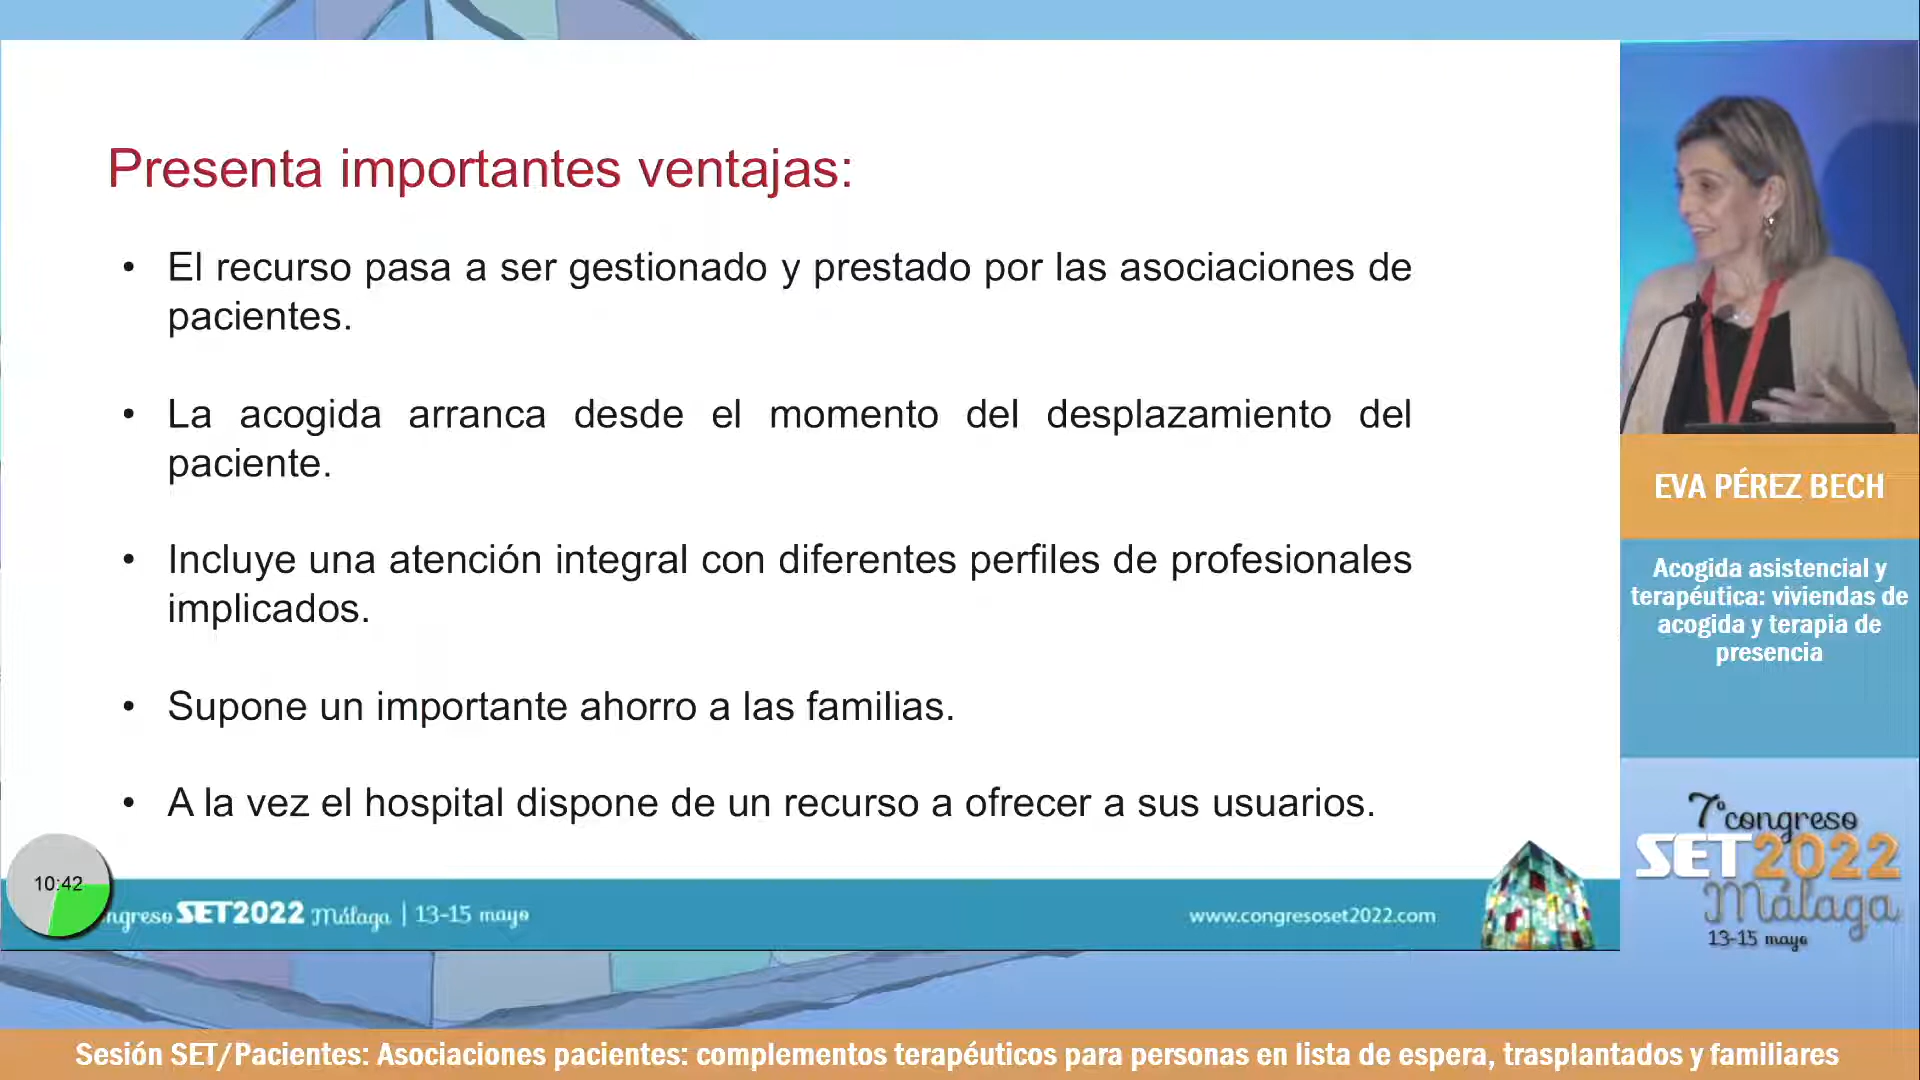 Presenta importantes ventajas:
• El recurso pasa a ser gestionado y prestado por las asociaciones de
pacientes.
• La acogida arranca desde el momento del desplazamiento del
paciente.
• Incluye una atención integral con diferentes perfiles de profesionales
implicados.
• Supone un importante ahorro a las familias.
• A la vez el hospital dispone de un recurso a ofrecer a sus usuarios.
10:42
ngreso SET2022 Málaga | 13-15 mayo
www.congresoset2022.com
EVA PÉREZ BECH
Acogida asistencial y
terapéutica: viviendas de
acogida y terapia de
presencia
7º congreso
SET2022
Málaga
13-15 mayo
Sesión SET/Pacientes: Asociaciones pacientes: complementos terapéuticos para personas en lista de espera, trasplantados y familiares